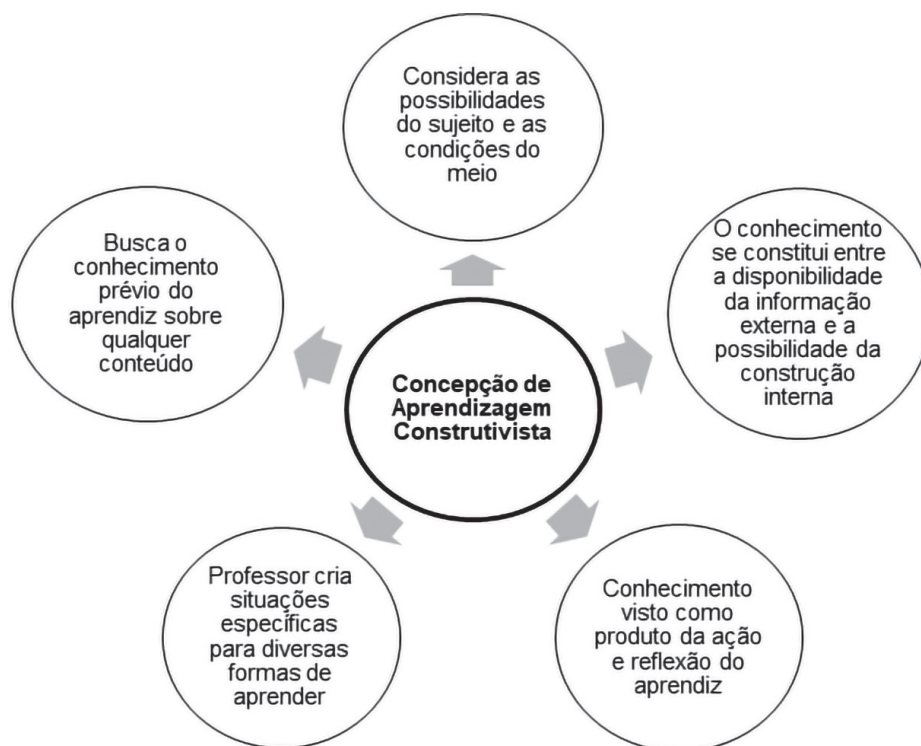 Considera as
possibilidades
do sujeito e as
condições do
meio
Busca o
conhecimento
prévio do
aprendiz sobre
qualquer
conteúdo
O conhecimento
se constitui entre
a disponibilidade
da informação
externa e a
possibilidade da
construção
interna
Concepção de
Aprendizagem
Construtivista
Professor cria
situações
específicas
para diversas
formas de
aprender
Conhecimento
visto como
produto da ação
e reflexão do
aprendiz